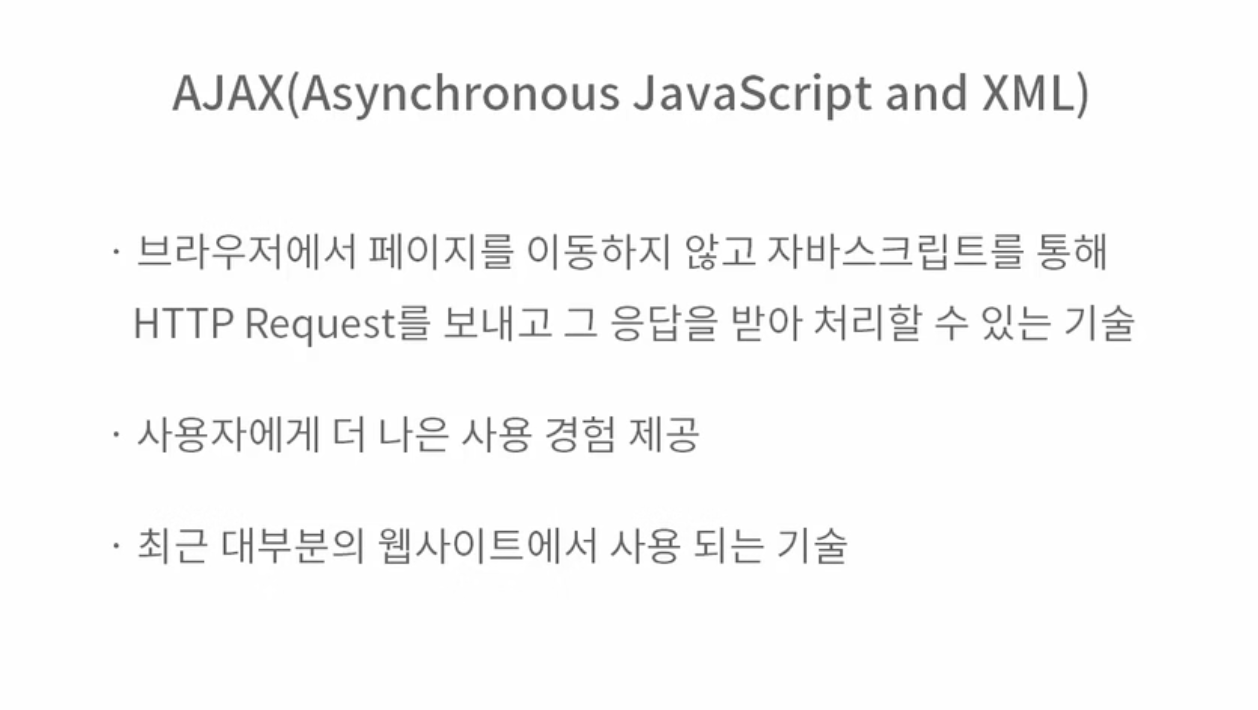 AJAX(Asynchronous JavaScript and XML)
· 브라우저에서 페이지를 이동하지 않고 자바스크립트를 통해
HTTP Request를 보내고 그 응답을 받아 처리할 수 있는 기술
· 사용자에게 더 나은 사용 경험 제공
· 최근 대부분의 웹사이트에서 사용 되는 기술